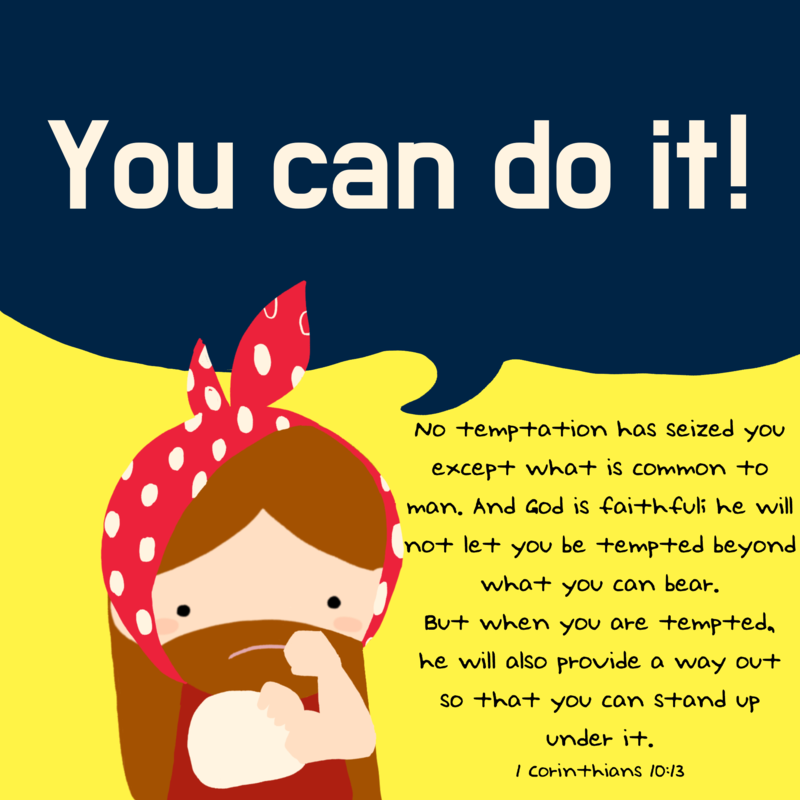 You can do it!
No temptation has seized you
except what is common to
man. And God is faithful; he will
not let you be tempted beyond
what you can bear.
But when you are tempted,
he will also provide a way out
so that you can stand up
under it.
1 Corinthians 10:13